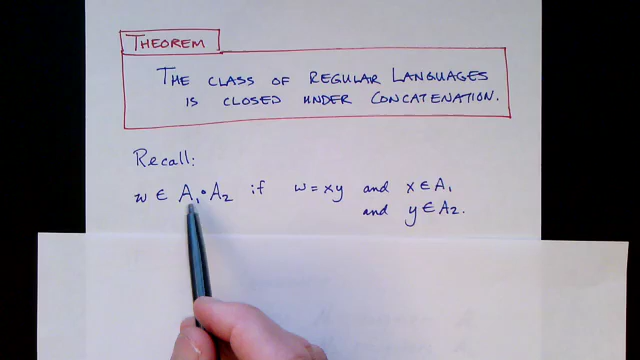 THEOREM
THE CLASS OF REGULAR LANGUAGES
IS CLOSED UNDER CONCATENATION.
Recall:
w ∈ A₁∘A₂ if w = xy and x ∈ A₁
and y ∈ A₂.